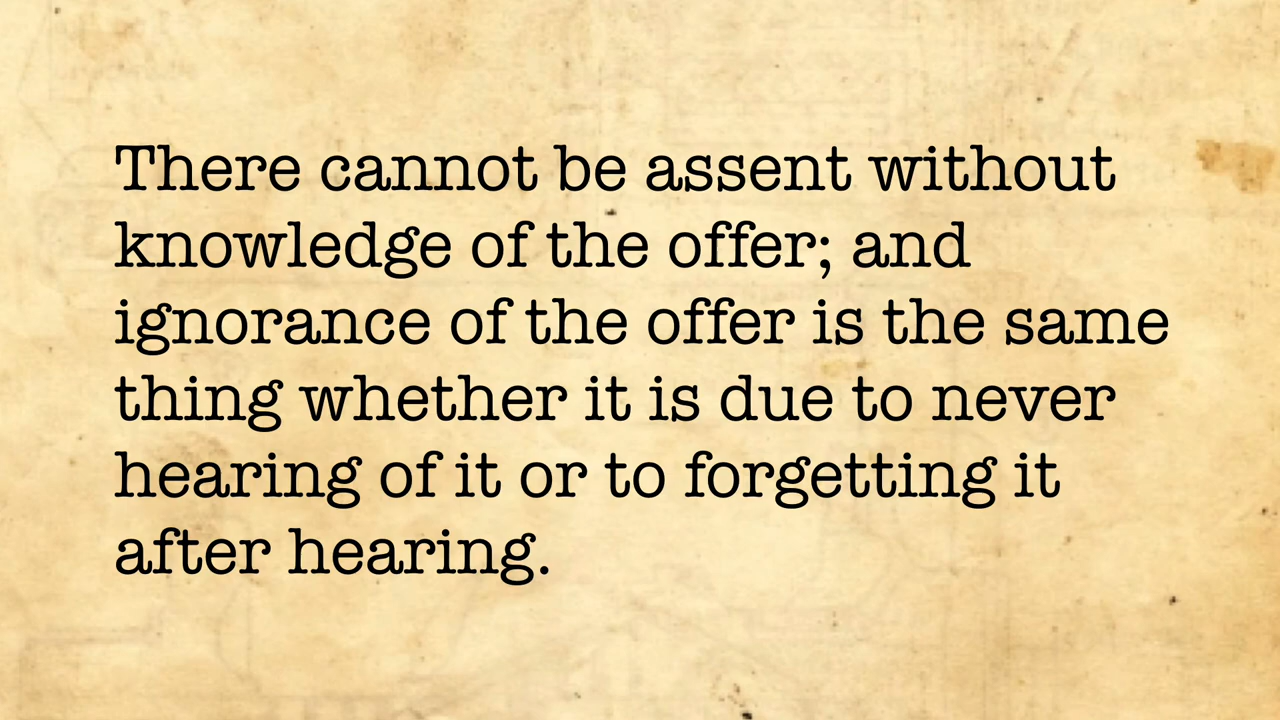 There cannot be assent without
knowledge of the offer; and
ignorance of the offer is the same
thing whether it is due to never
hearing of it or to forgetting it
after hearing.